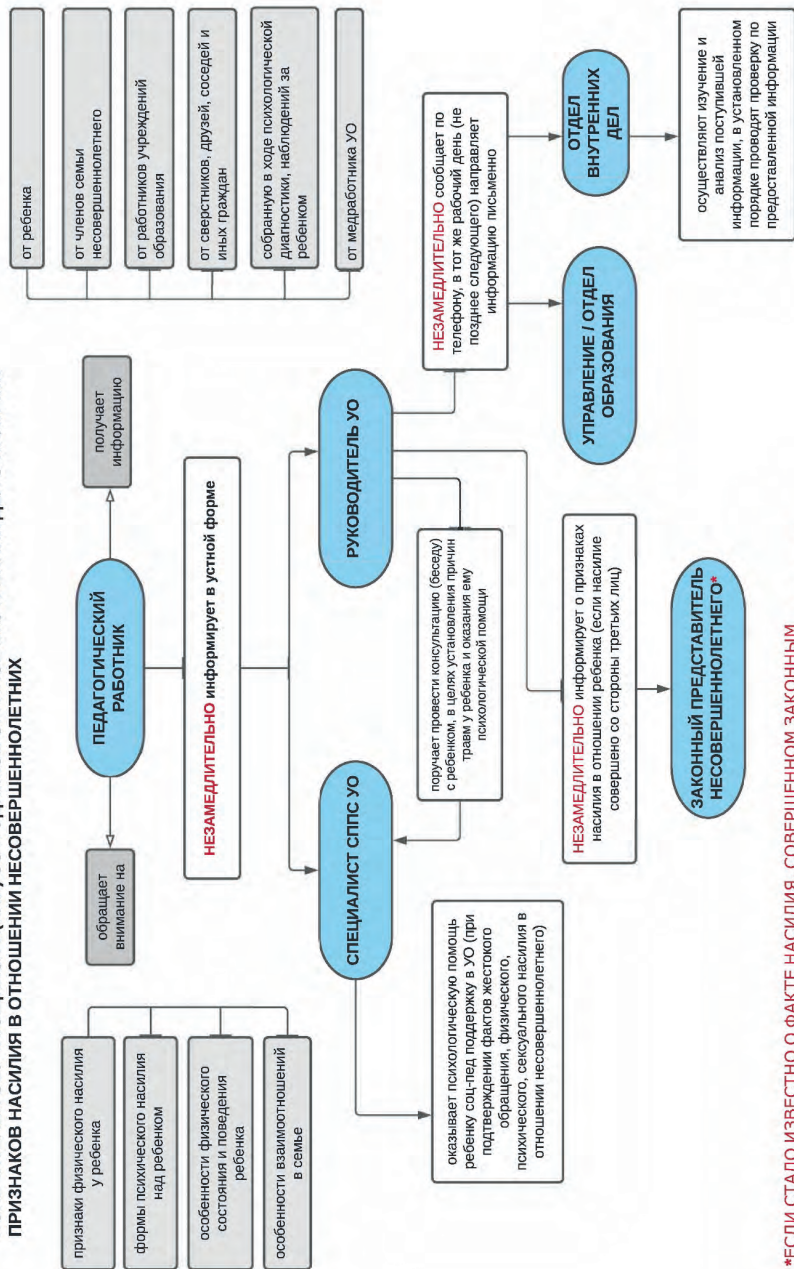 ПРИЗНАКОВ НАСИЛИЯ В ОТНОШЕНИИ НЕСОВЕРШЕННОЛЕТНИХ
ПЕДАГОГИЧЕСКИЙ
РАБОТНИК
обращает
внимание на
признаки физического насилия
у ребенка
формы психического насилия
над ребенком
особенности физического
состояния и поведения
ребенка
особенности взаимоотношений
в семье
получает
информацию
от ребенка
от членов семьи
несовершеннолетнего
от работников учреждений
образования
от сверстников, друзей, соседей и
иных граждан
собранную в ходе психологической
диагностики, наблюдений за
ребенком
от медработника УО
НЕЗАМЕДЛИТЕЛЬНО информирует в устной форме
СПЕЦИАЛИСТ СППС УО
РУКОВОДИТЕЛЬ УО
оказывает психологическую помощь
ребенку соц-пед поддержку в УО (при
подтверждении фактов жестокого
обращения, физического,
психического, сексуального насилия в
отношении несовершеннолетнего)
поручает провести консультацию (беседу)
с ребенком, в целях установления причин
травм у ребенка и оказания ему
психологической помощи
НЕЗАМЕДЛИТЕЛЬНО сообщает по
телефону, в тот же рабочий день (не
позднее следующего) направляет
информацию письменно
НЕЗАМЕДЛИТЕЛЬНО информирует о признаках
насилия в отношении ребенка (если насилие
совершено со стороны третьих лиц)
УПРАВЛЕНИЕ / ОТДЕЛ
ОБРАЗОВАНИЯ
ОТДЕЛ
ВНУТРЕННИХ
ДЕЛ
ЗАКОННЫЙ ПРЕДСТАВИТЕЛЬ
НЕСОВЕРШЕННОЛЕТНЕГО*
осуществляют изучение и
анализ поступившей
информации, в установленном
порядке проводят проверку по
предоставленной информации
*ЕСЛИ СТАЛО ИЗВЕСТНО О ФАКТЕ НАСИЛИЯ, СОВЕРШЕННОМ ЗАКОННЫМ